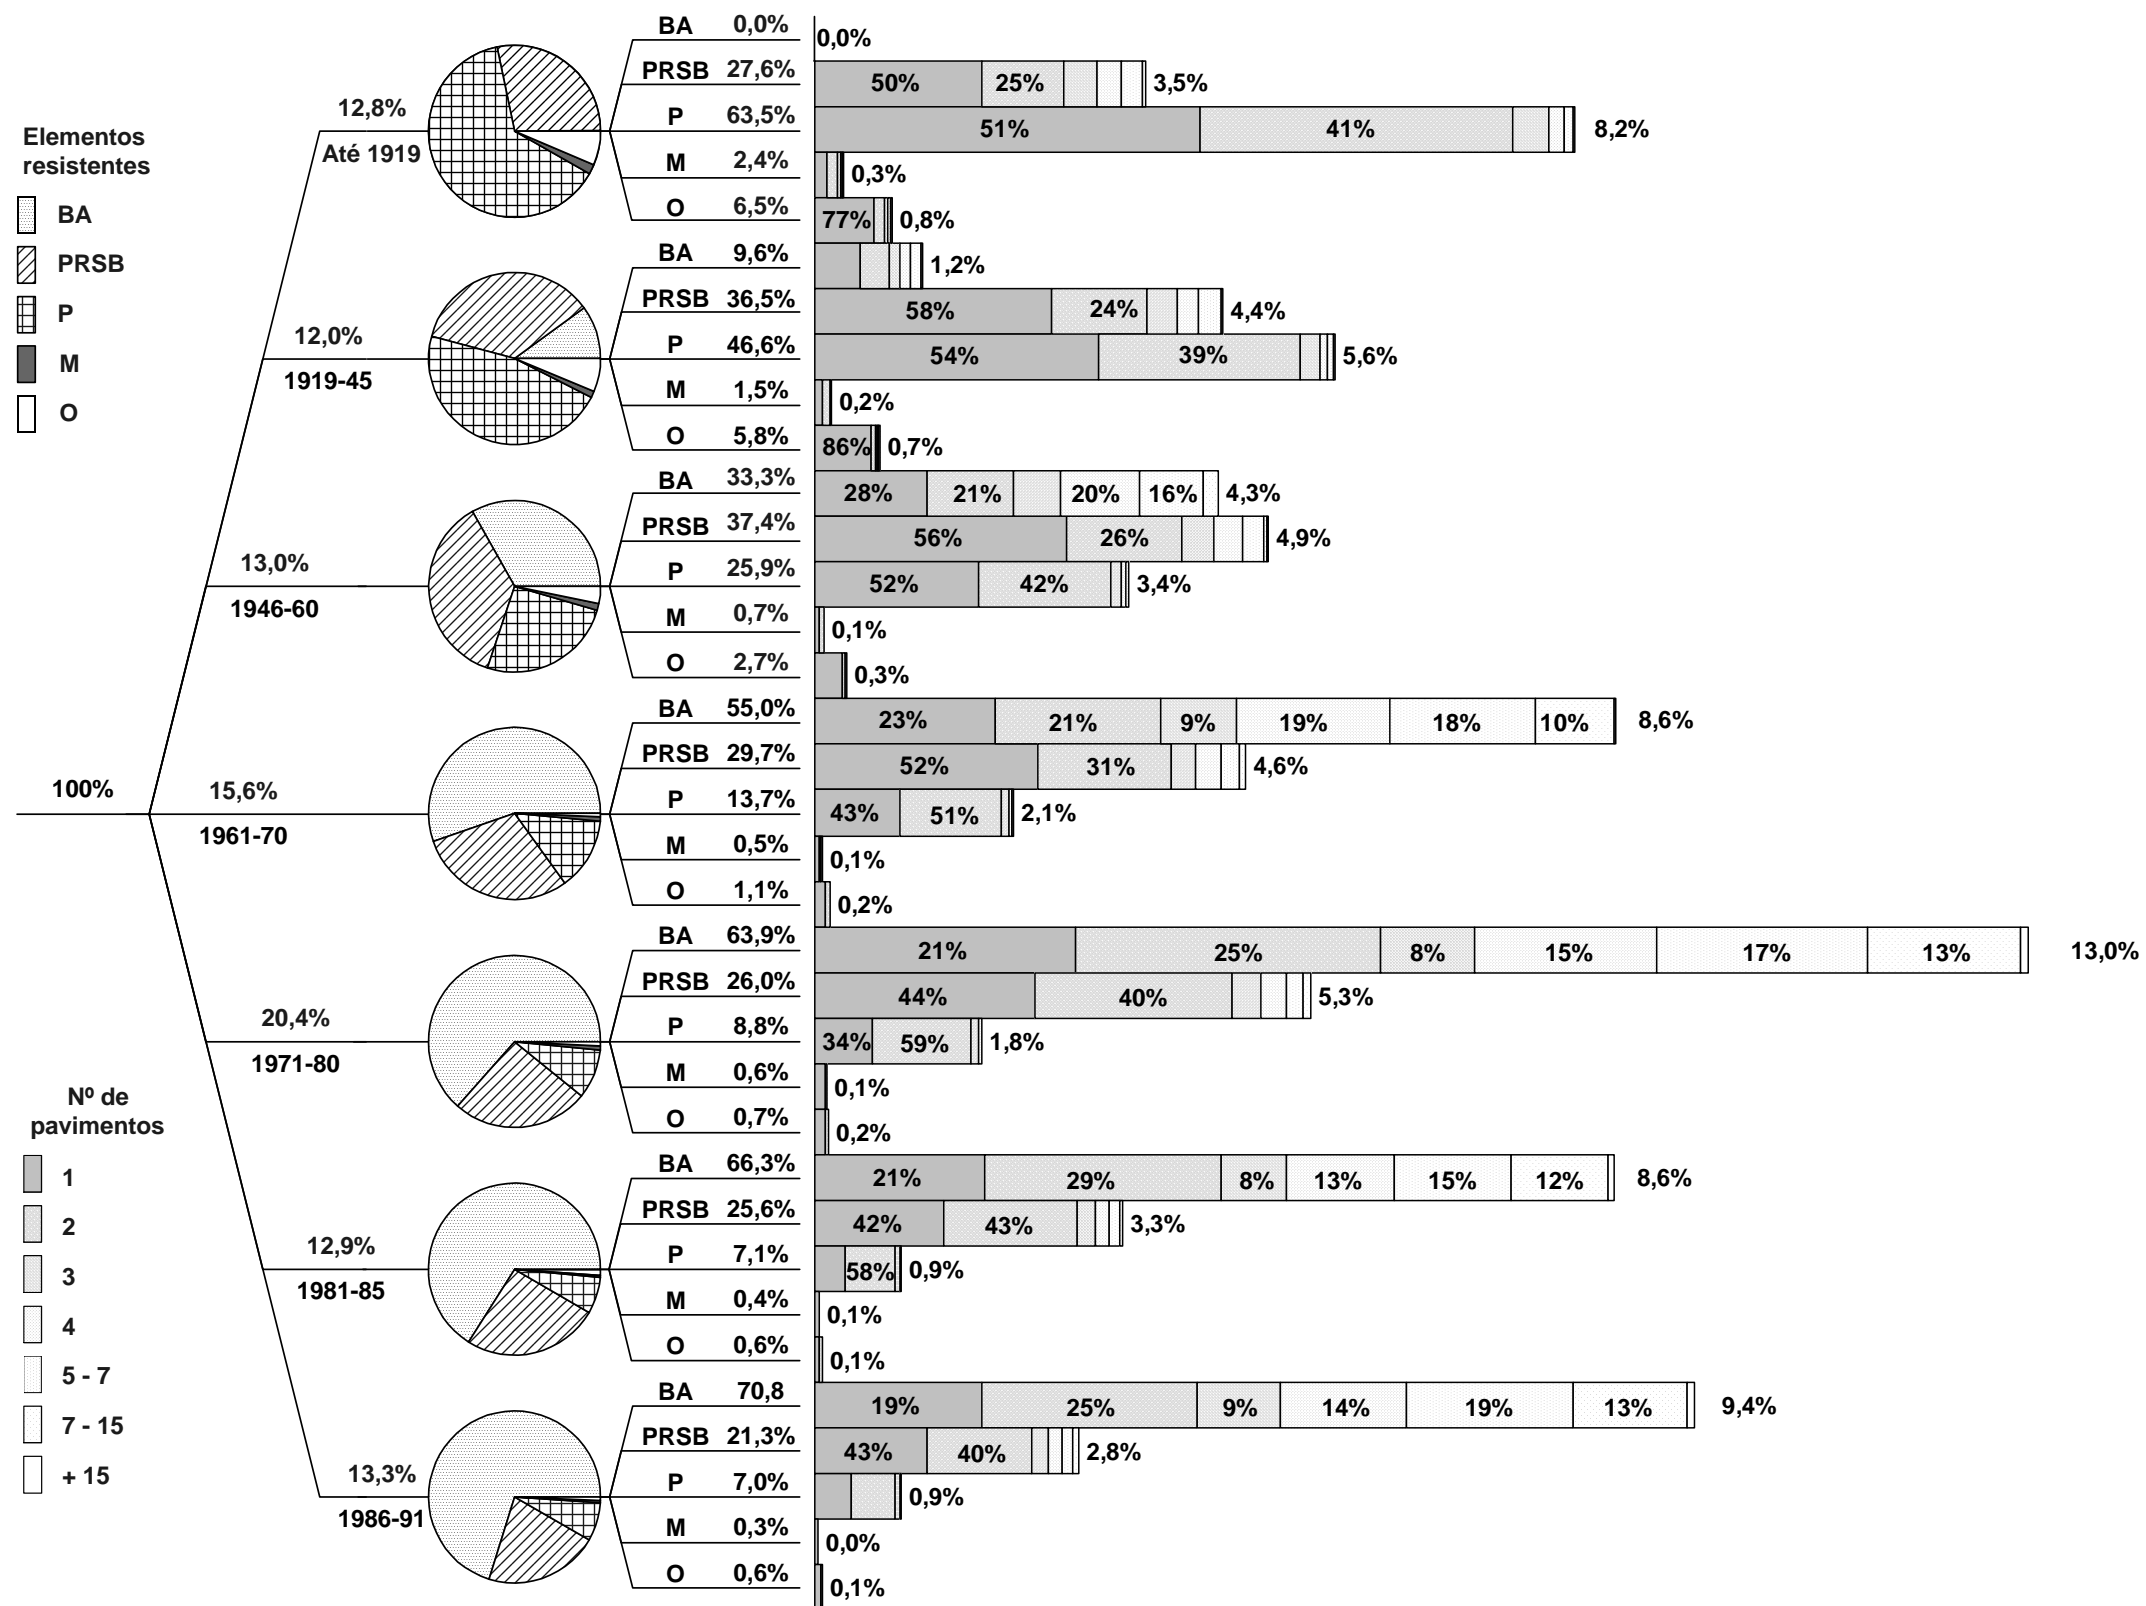 Elementos
resistentes
BA
PRSB
P
M
O
Nº de
pavimentos
1
2
3
4
5 - 7
7 - 15
+ 15
100%
12,8%
Até 1919
BA 0,0% 0,0%
PRSB 27,6% 50% 25% 3,5%
P 63,5% 51% 41% 8,2%
M 2,4% 0,3%
O 6,5% 77% 0,8%
12,0%
1919-45
BA 9,6% 1,2%
PRSB 36,5% 58% 24% 4,4%
P 46,6% 54% 39% 5,6%
M 1,5% 0,2%
O 5,8% 86% 0,7%
13,0%
1946-60
BA 33,3% 28% 21% 20% 16% 4,3%
PRSB 37,4% 56% 26% 4,9%
P 25,9% 52% 42% 3,4%
M 0,7% 0,1%
O 2,7% 0,3%
15,6%
1961-70
BA 55,0% 23% 21% 9% 19% 18% 10% 8,6%
PRSB 29,7% 52% 31% 4,6%
P 13,7% 43% 51% 2,1%
M 0,5% 0,1%
O 1,1% 0,2%
20,4%
1971-80
BA 63,9% 21% 25% 8% 15% 17% 13% 13,0%
PRSB 26,0% 44% 40% 5,3%
P 8,8% 34% 59% 1,8%
M 0,6% 0,1%
O 0,7% 0,2%
12,9%
1981-85
BA 66,3% 21% 29% 8% 13% 15% 12% 8,6%
PRSB 25,6% 42% 43% 3,3%
P 7,1% 58% 0,9%
M 0,4% 0,1%
O 0,6% 0,1%
13,3%
1986-91
BA 70,8 19% 25% 9% 14% 19% 13% 9,4%
PRSB 21,3% 43% 40% 2,8%
P 7,0% 0,9%
M 0,3% 0,0%
O 0,6% 0,1%